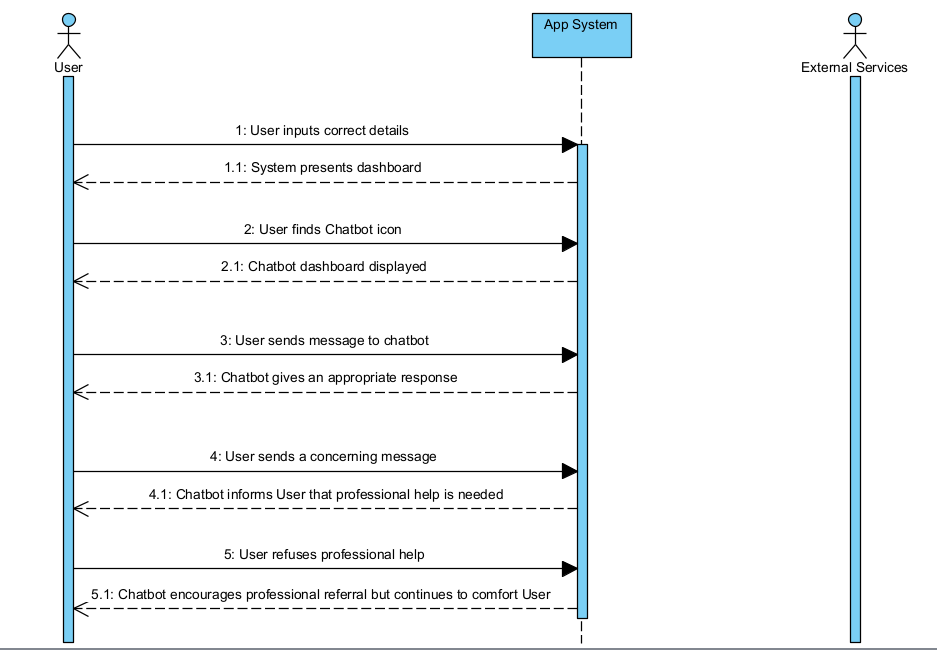 App System
User
External Services
1: User inputs correct details
1.1: System presents dashboard
2: User finds Chatbot icon
2.1: Chatbot dashboard displayed
3: User sends message to chatbot
3.1: Chatbot gives an appropriate response
4: User sends a concerning message
4.1: Chatbot informs User that professional help is needed
5: User refuses professional help
5.1: Chatbot encourages professional referral but continues to comfort User